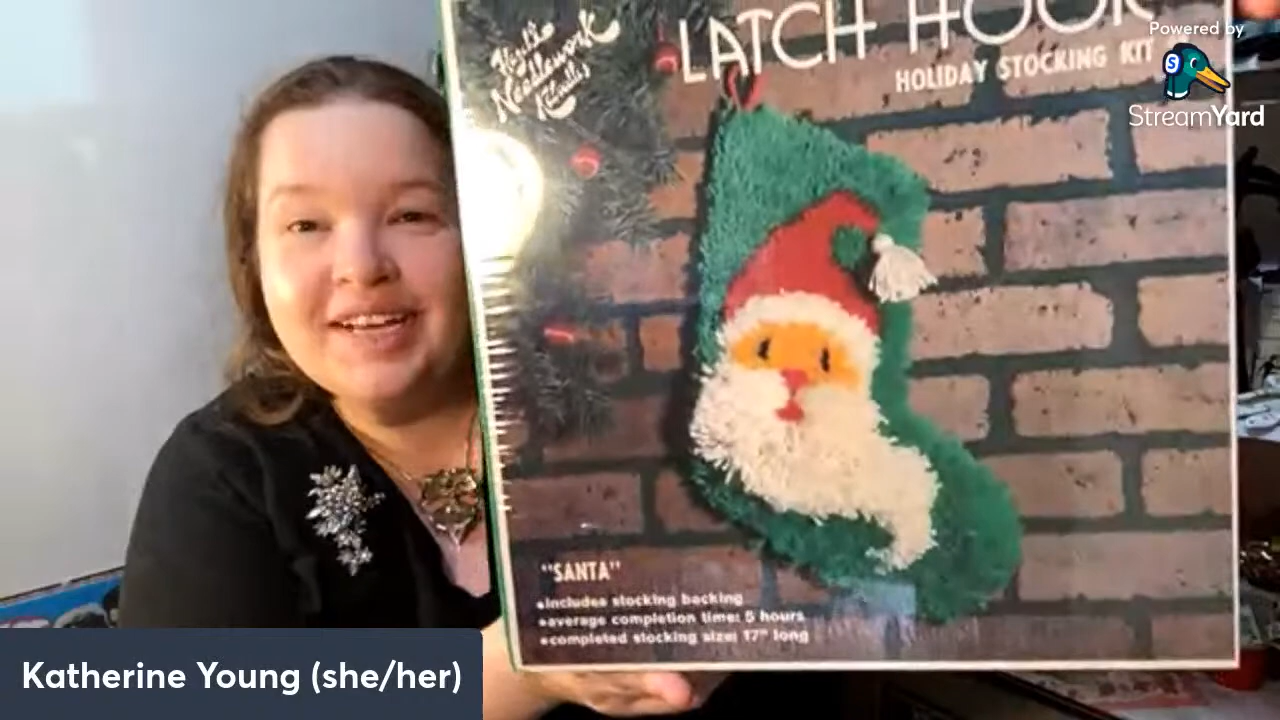 LATCH HOOK
HOLIDAY STOCKING KIT
Needlework
"SANTA"
•includes stocking backing
•average completion time: 5 hours
•completed stocking size: 17" long
Powered by
S
StreamYard
Katherine Young (she/her)